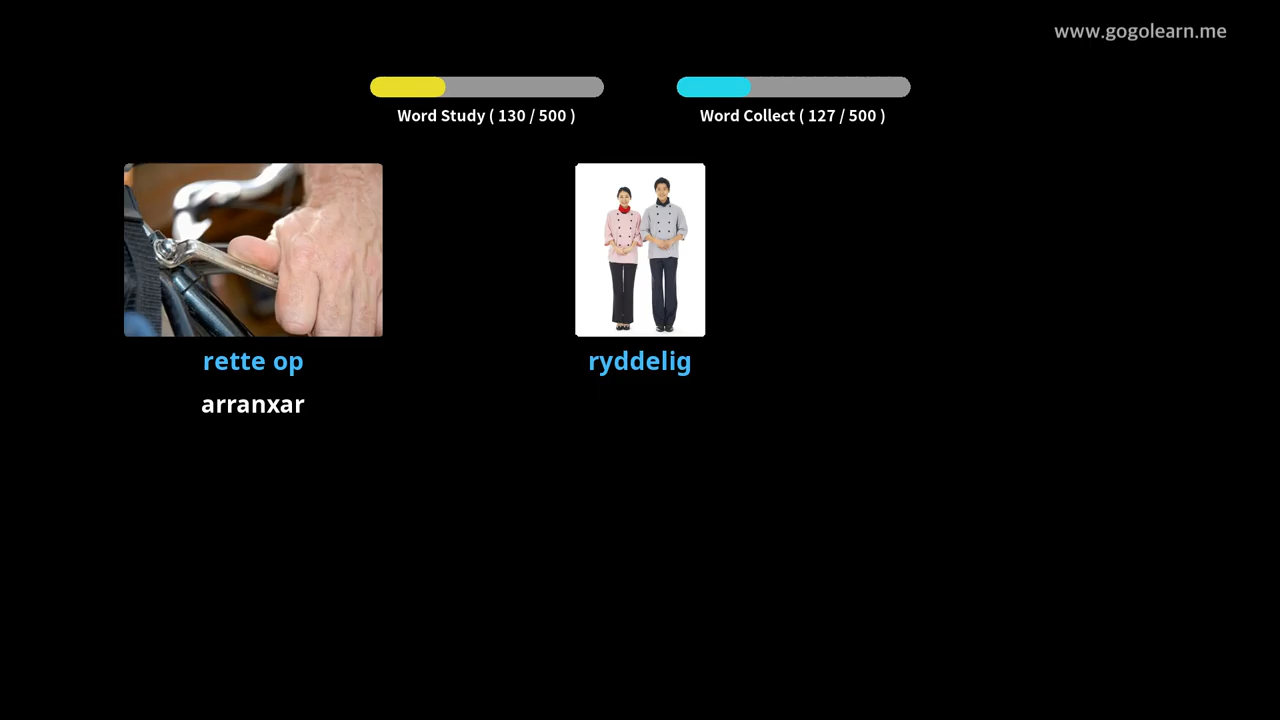 www.gogolearn.me
Word Study ( 130 / 500 )
Word Collect ( 127 / 500 )
rette op
arranxar
ryddelig